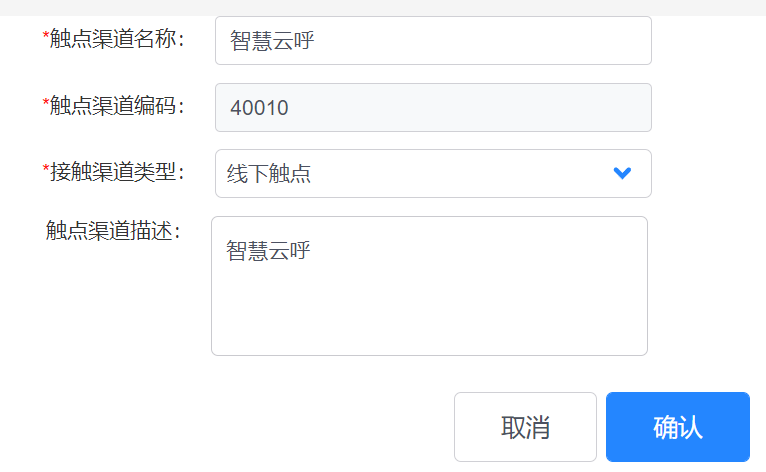 *触点渠道名称： 智慧云呼
*触点渠道编码： 40010
*接触渠道类型： 线下触点
触点渠道描述： 智慧云呼
取消 确认